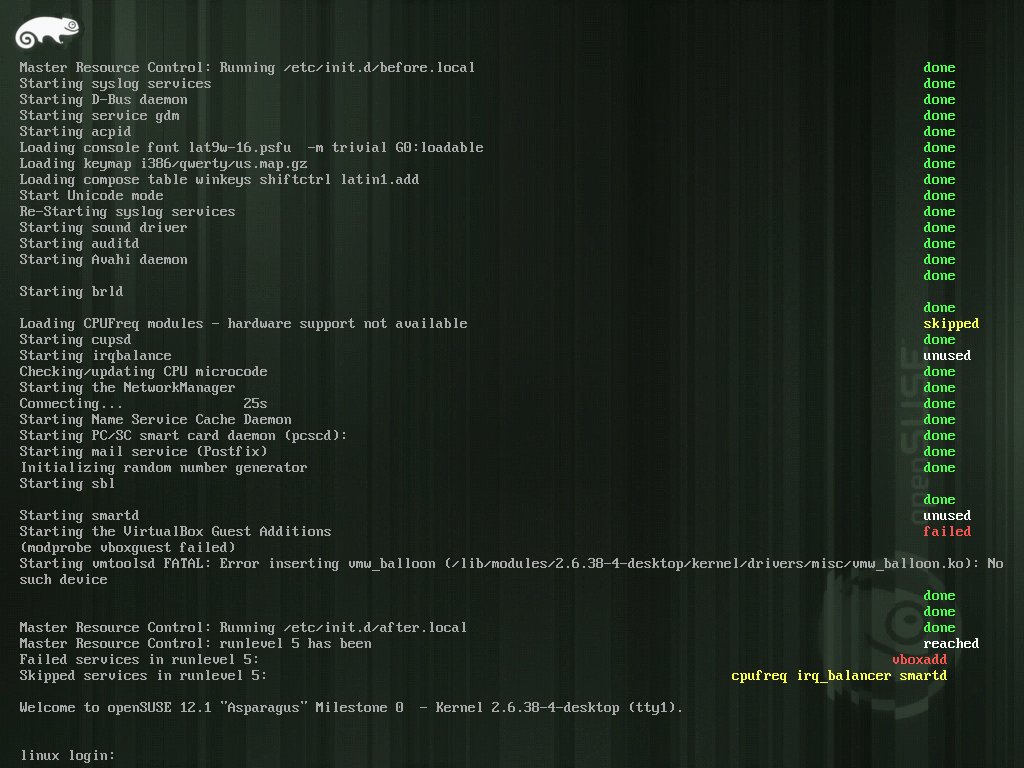 Master Resource Control: Running /etc/init.d/before.local done
Starting syslog services done
Starting D-Bus daemon done
Starting service gdm done
Starting acpid done
Loading console font lat9w-16.psfu  -m trivial G0:loadable done
Loading keymap i386/qwerty/us.map.gz done
Loading compose table winkeys shiftctrl latin1.add done
Start Unicode mode done
Re-Starting syslog services done
Starting sound driver done
Starting auditd done
Starting Avahi daemon done
done
Starting brld
done
Loading CPUFreq modules - hardware support not available skipped
Starting cupsd done
Starting irqbalance unused
Checking/updating CPU microcode done
Starting the NetworkManager done
Connecting... 25s done
Starting Name Service Cache Daemon done
Starting PC/SC smart card daemon (pcscd): done
Starting mail service (Postfix) done
Initializing random number generator done
Starting sbl
done
Starting smartd unused
Starting the VirtualBox Guest Additions failed
(modprobe vboxguest failed)
Starting vmtoolsd FATAL: Error inserting vmw_balloon (/lib/modules/2.6.38-4-desktop/kernel/drivers/misc/vmw_balloon.ko): No
such device
done
done
Master Resource Control: Running /etc/init.d/after.local done
Master Resource Control: runlevel 5 has been reached
Failed services in runlevel 5: vboxadd
Skipped services in runlevel 5: cpufreq irq_balancer smartd
Welcome to openSUSE 12.1 "Asparagus" Milestone 0  - Kernel 2.6.38-4-desktop (tty1).
linux login:
openSUSE